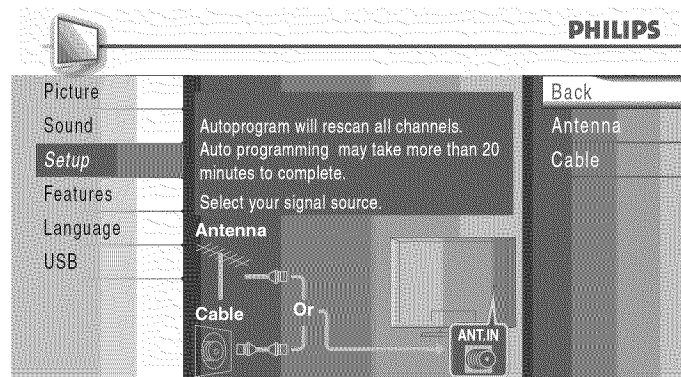 PHILIPS
Picture
Sound
Setup
Features
Language
USB
Autoprogram will rescan all channels.
Auto programming may take more than 20
minutes to complete.
Select your signal source.
Antenna
Cable
Or
ANT.IN
Back
Antenna
Cable